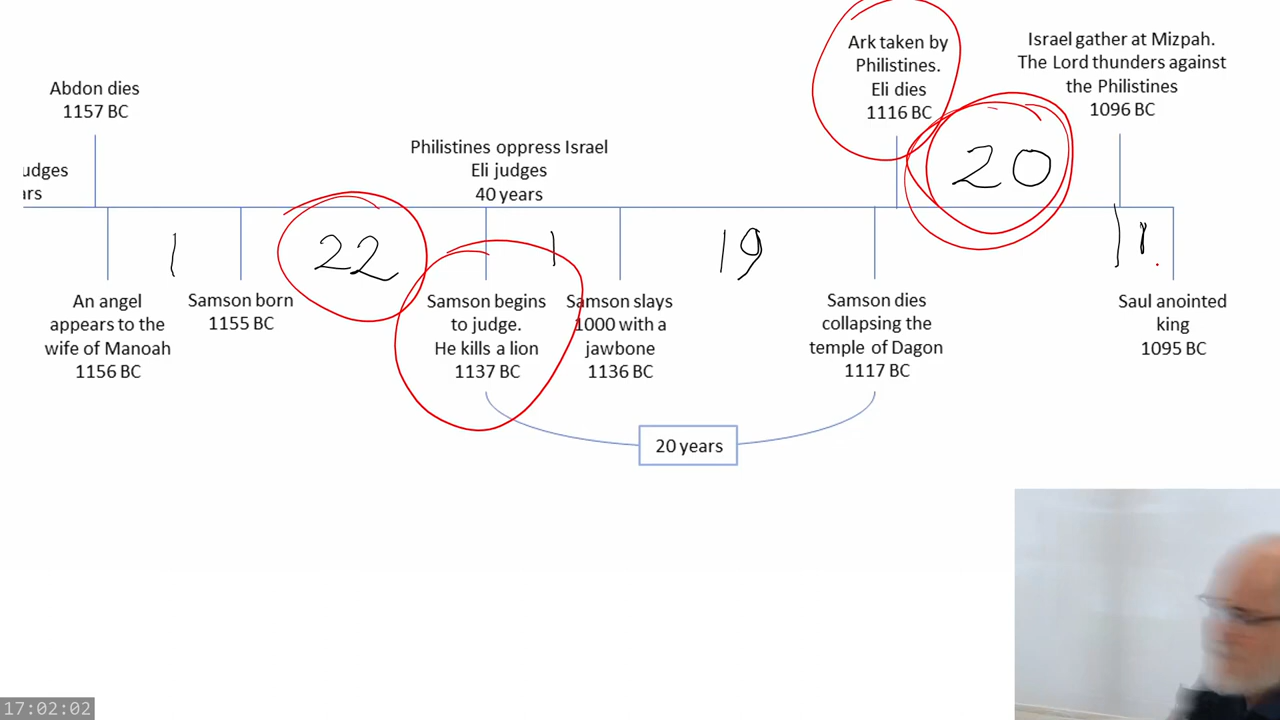 Abdon dies
1157 BC
udges
Ark taken by
Philistines.
Eli dies
1116 BC
Israel gather at Mizpah.
The Lord thunders against
the Philistines
1096 BC
Philistines oppress Israel
Eli judges
40 years
1
22
1
19
20
1
An angel
appears to the
wife of Manoah
1156 BC
Samson born
1155 BC
Samson begins
to judge.
He kills a lion
1137 BC
Samson slays
1000 with a
jawbone
1136 BC
Samson dies
collapsing the
temple of Dagon
1117 BC
Saul anointed
king
1095 BC
20 years
17:02:02